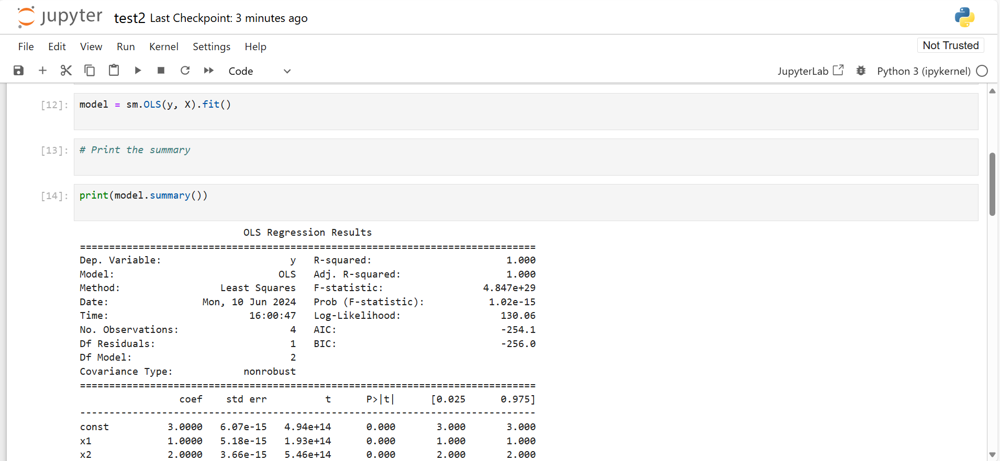 jupyter test2 Last Checkpoint: 3 minutes ago
File Edit View Run Kernel Settings Help Not Trusted
Code JupyterLab Python 3 (ipykernel)
[12]: model = sm.OLS(y, X).fit()
[13]: # Print the summary
[14]: print(model.summary())
OLS Regression Results
==============================================================================
Dep. Variable: y R-squared: 1.000
Model: OLS Adj. R-squared: 1.000
Method: Least Squares F-statistic: 4.847e+29
Date: Mon, 10 Jun 2024 Prob (F-statistic): 1.02e-15
Time: 16:00:47 Log-Likelihood: 130.06
No. Observations: 4 AIC: -254.1
Df Residuals: 1 BIC: -256.0
Df Model: 2
Covariance Type: nonrobust
==============================================================================
coef std err t P>|t| [0.025 0.975]
------------------------------------------------------------------------------
const 3.0000 6.07e-15 4.94e+14 0.000 3.000 3.000
x1 1.0000 5.18e-15 1.93e+14 0.000 1.000 1.000
x2 2.0000 3.66e-15 5.46e+14 0.000 2.000 2.000